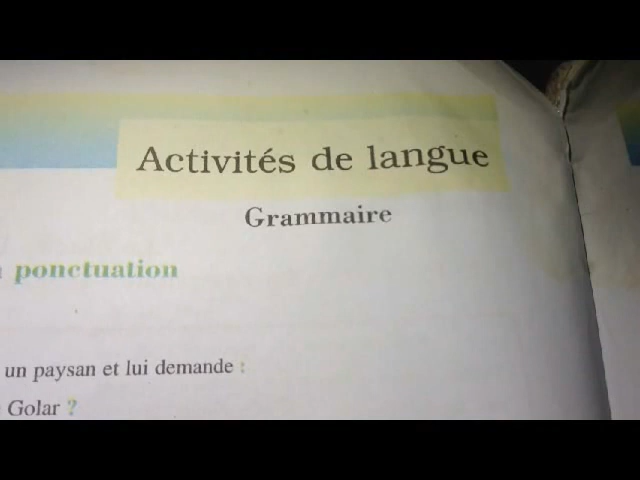 Activités de langue
Grammaire
ponctuation
un paysan et lui demande :
Golar ?